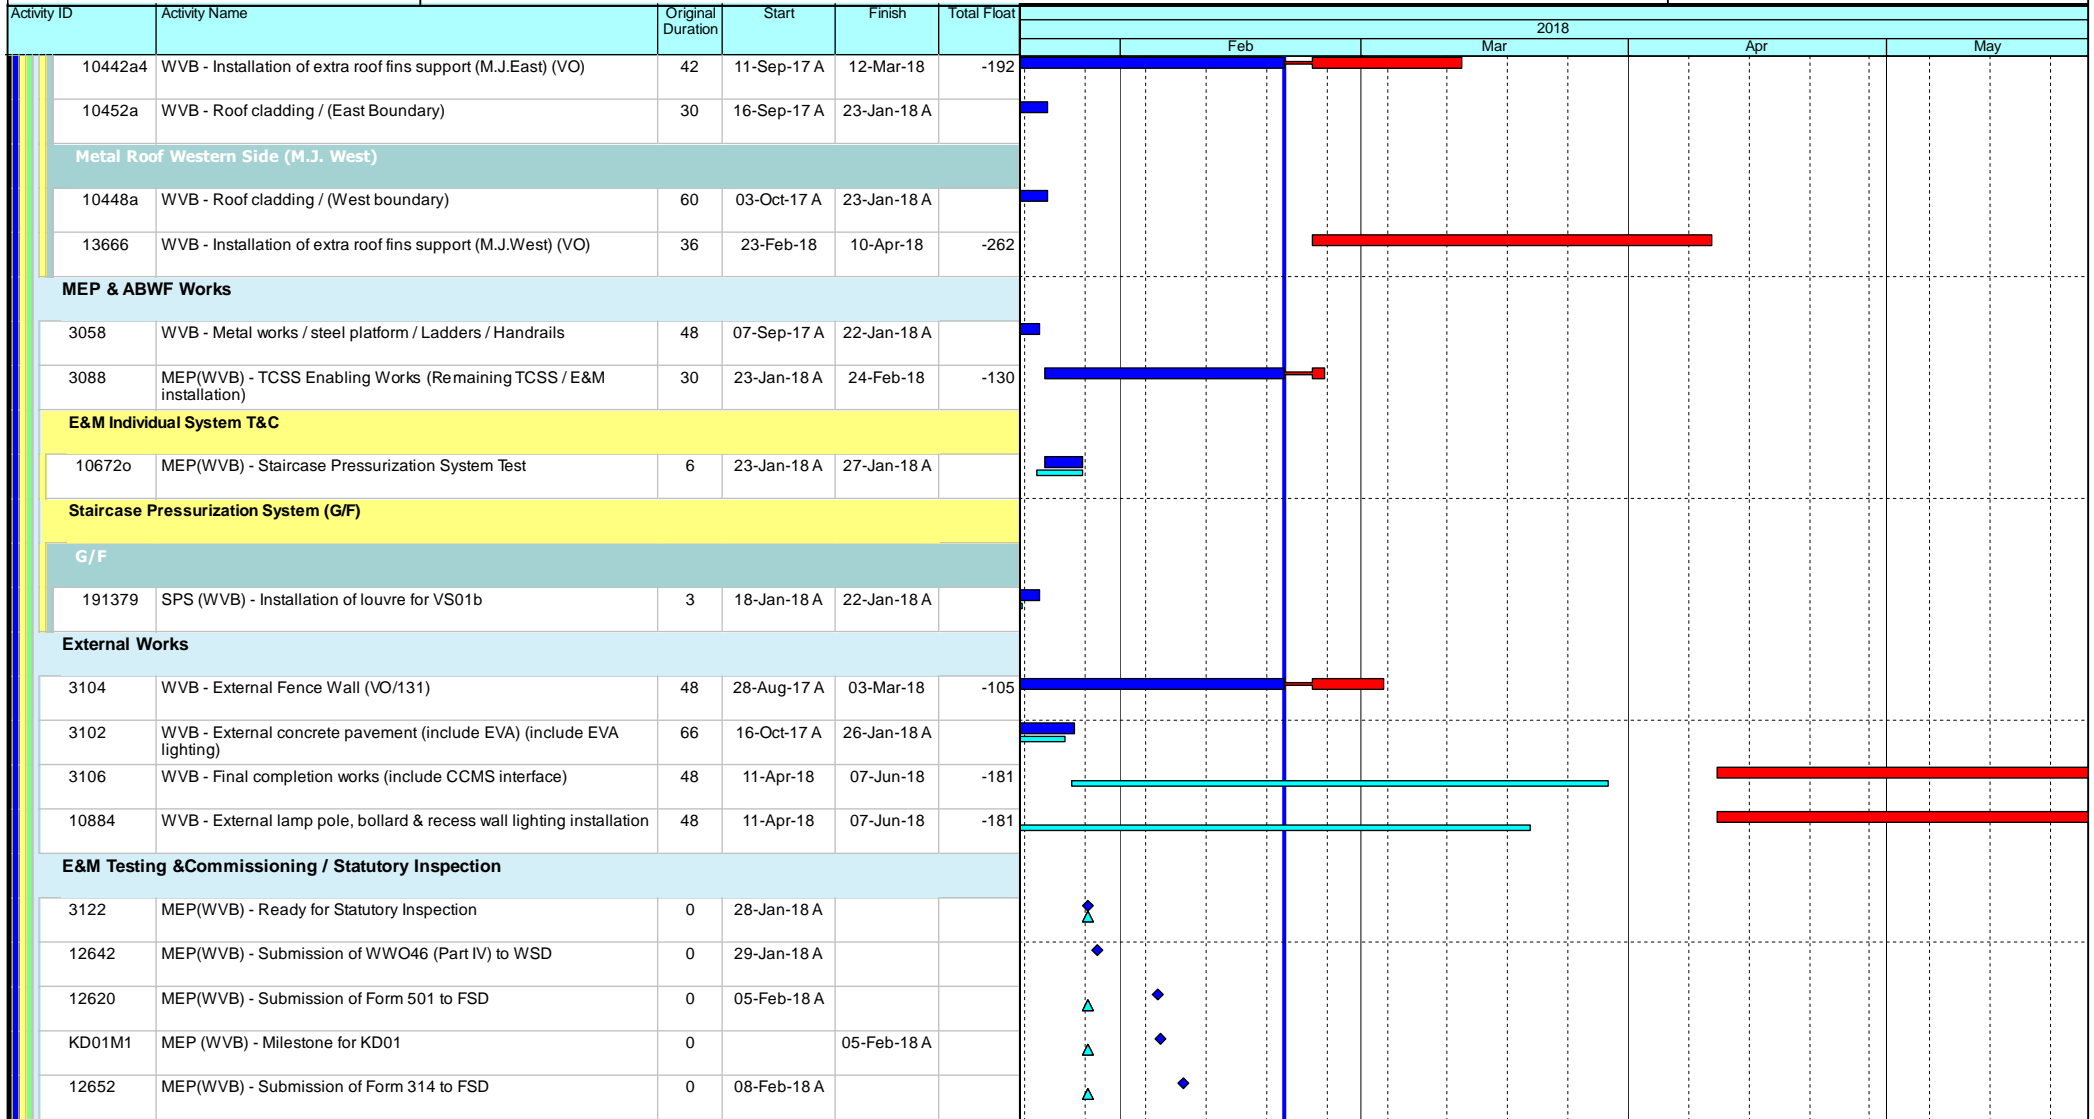 Activity ID Activity Name Original Duration Start Finish Total Float
2018
Feb Mar Apr May
10442a4 WVB - Installation of extra roof fins support (M.J.East) (VO) 42 11-Sep-17 A 12-Mar-18 -192
10452a WVB - Roof cladding / (East Boundary) 30 16-Sep-17 A 23-Jan-18 A
Metal Roof Western Side (M.J. West)
10448a WVB - Roof cladding / (West boundary) 60 03-Oct-17 A 23-Jan-18 A
13666 WVB - Installation of extra roof fins support (M.J.West) (VO) 36 23-Feb-18 10-Apr-18 -262
MEP & ABWF Works
3058 WVB - Metal works / steel platform / Ladders / Handrails 48 07-Sep-17 A 22-Jan-18 A
3088 MEP(WVB) - TCSS Enabling Works (Remaining TCSS / E&M 30 23-Jan-18 A 24-Feb-18 -130
installation)
E&M Individual System T&C
10672o MEP(WVB) - Staircase Pressurization System Test 6 23-Jan-18 A 27-Jan-18 A
Staircase Pressurization System (G/F)
G/F
191379 SPS (WVB) - Installation of louvre for VS01b 3 18-Jan-18 A 22-Jan-18 A
External Works
3104 WVB - External Fence Wall (VO/131) 48 28-Aug-17 A 03-Mar-18 -105
3102 WVB - External concrete pavement (include EVA) (include EVA 66 16-Oct-17 A 26-Jan-18 A
lighting)
3106 WVB - Final completion works (include CCMS interface) 48 11-Apr-18 07-Jun-18 -181
10884 WVB - External lamp pole, bollard & recess wall lighting installation 48 11-Apr-18 07-Jun-18 -181
E&M Testing &Commissioning / Statutory Inspection
3122 MEP(WVB) - Ready for Statutory Inspection 0 28-Jan-18 A
12642 MEP(WVB) - Submission of WWO46 (Part IV) to WSD 0 29-Jan-18 A
12620 MEP(WVB) - Submission of Form 501 to FSD 0 05-Feb-18 A
KD01M1 MEP (WVB) - Milestone for KD01 0 05-Feb-18 A
12652 MEP(WVB) - Submission of Form 314 to FSD 0 08-Feb-18 A